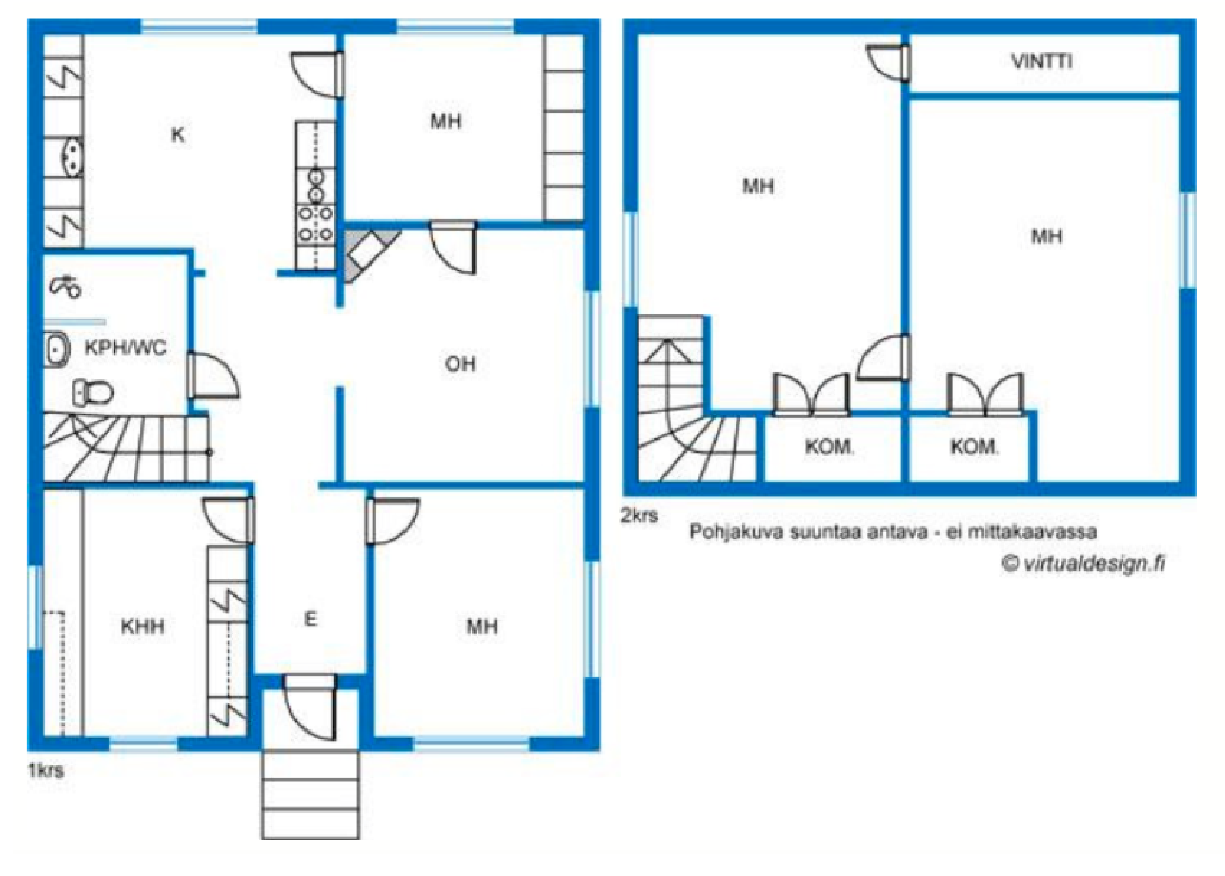 K
MH
VINTTI
MH
MH
KPH/WC
OH
KOM.
KOM.
2krs
Pohjakuva suuntaa antava - ei mittakaavassa
© virtualdesign.fi
KHH
E
MH
1krs